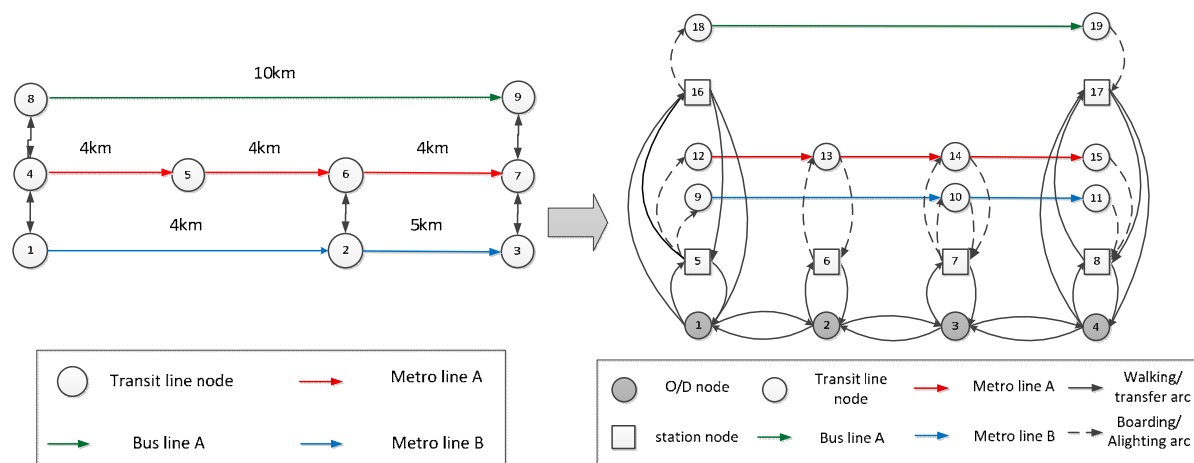 10km
8
9
4km
4km
4km
4
5
6
7
4km
5km
1
2
3
Transit line node
Metro line A
Bus line A
Metro line B
18
19
16
17
12
13
14
15
9
10
11
5
6
7
8
1
2
3
4
O/D node
Transit line
node
Metro line A
Walking/
transfer arc
station node
Bus line A
Metro line B
Boarding/
Alighting arc